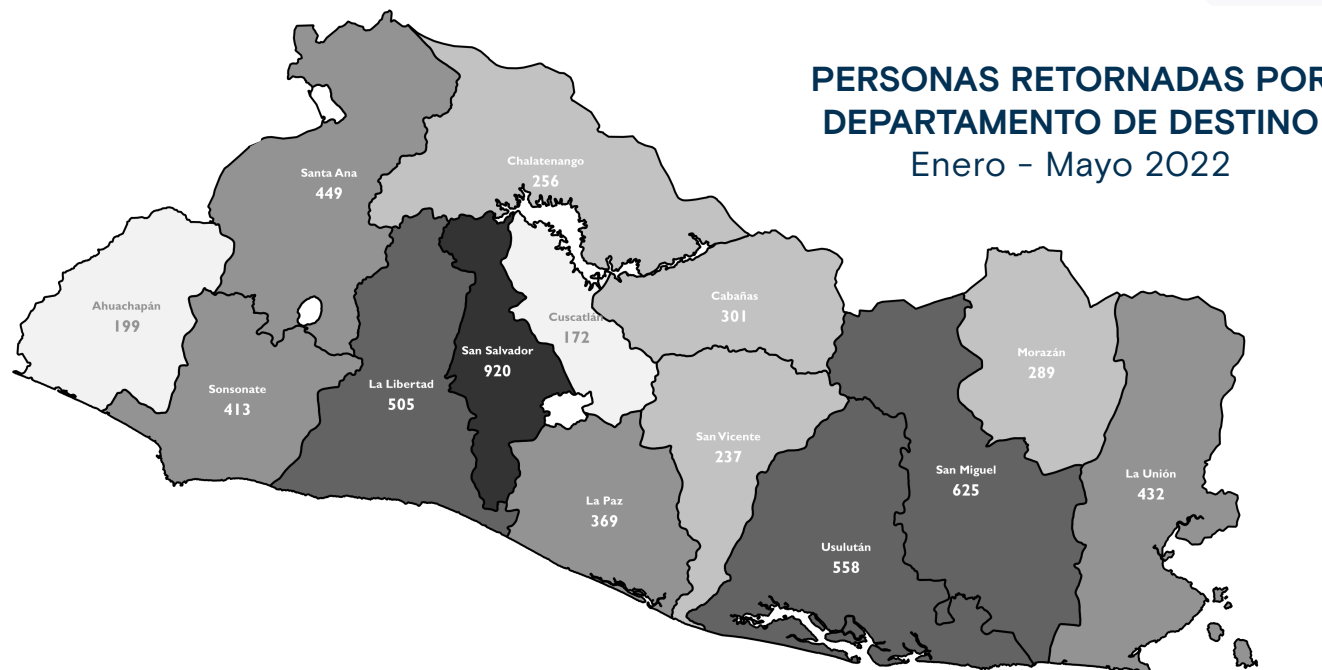 PERSONAS RETORNADAS POR
DEPARTAMENTO DE DESTINO
Enero - Mayo 2022
Chalatenango
256
Santa Ana
449
Ahuachapán
199
Cabañas
301
Cuscatlán
172
San Salvador
920
Morazán
289
La Libertad
505
Sonsonate
413
San Vicente
237
San Miguel
625
La Unión
432
La Paz
369
Usulután
558